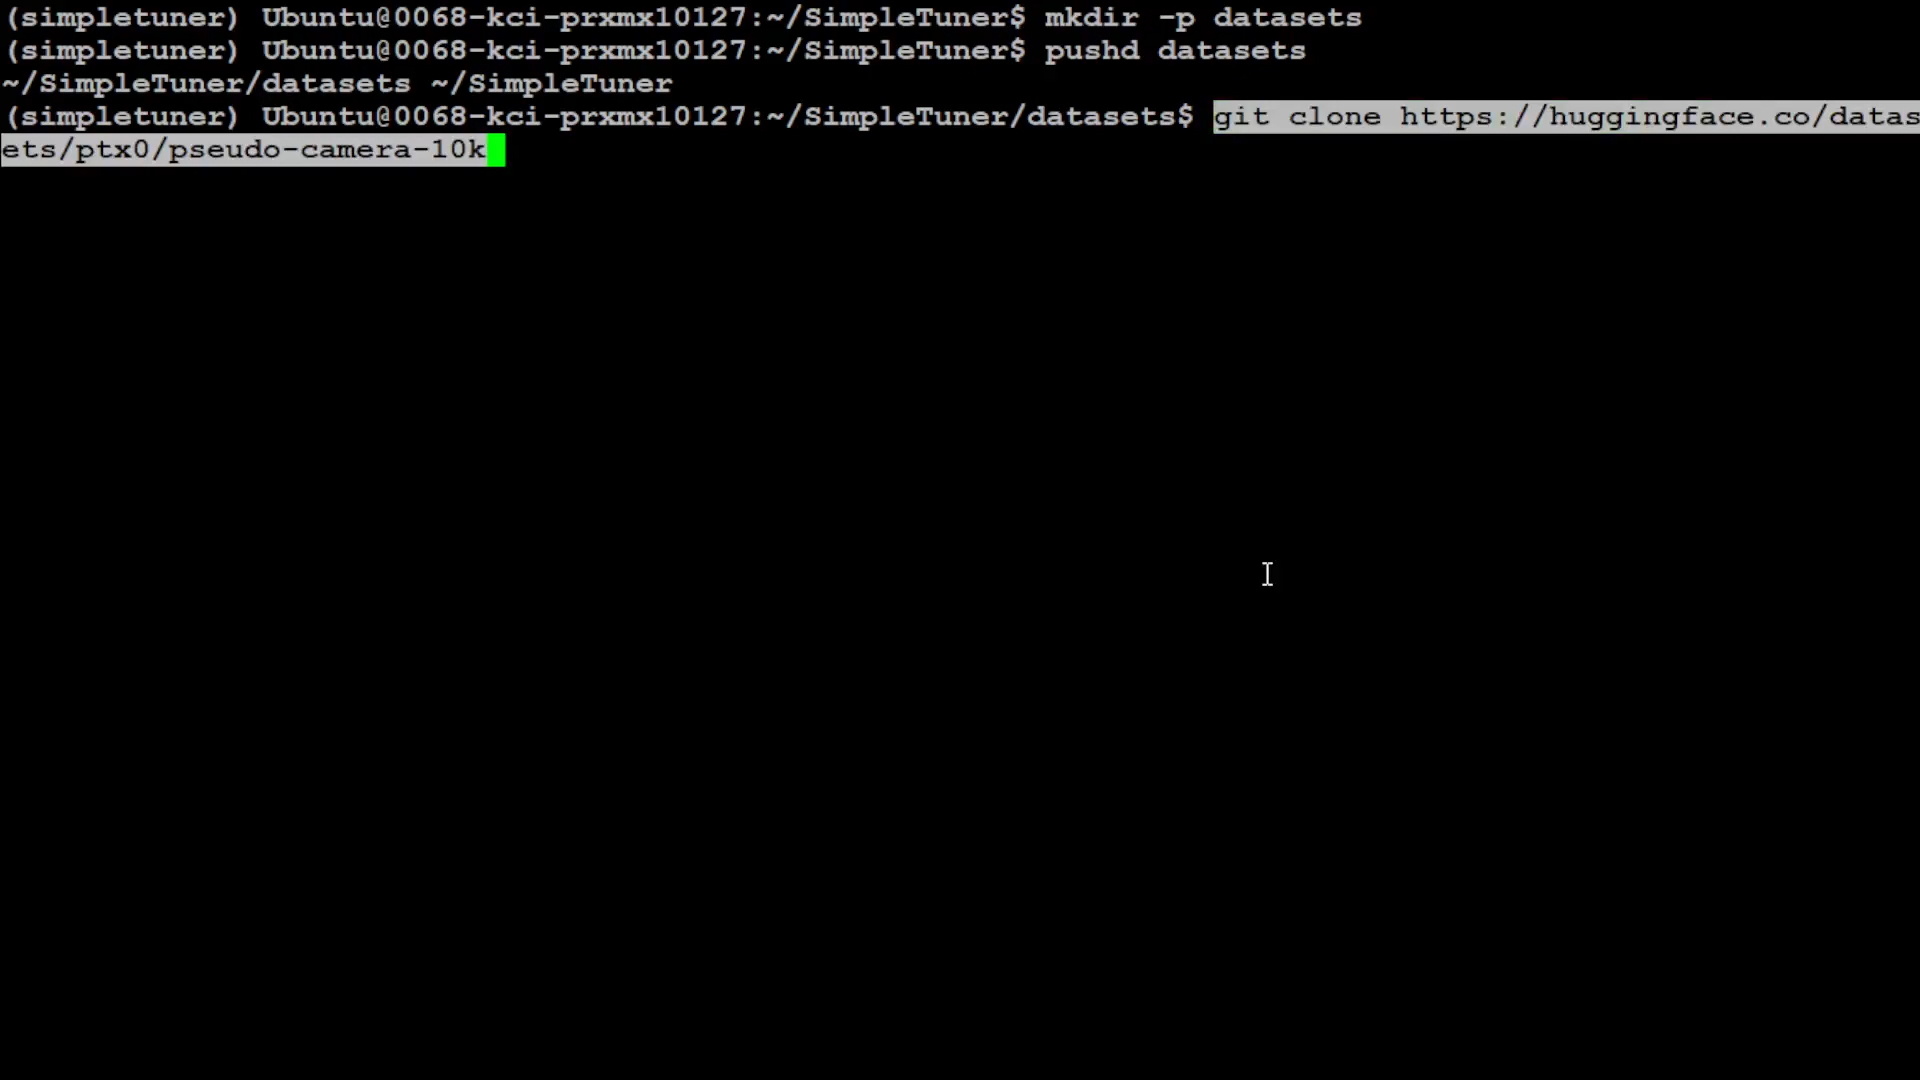 (simpletuner) Ubuntu@0068-kci-prxmx10127:~/SimpleTuner$ mkdir -p datasets
(simpletuner) Ubuntu@0068-kci-prxmx10127:~/SimpleTuner$ pushd datasets
~/SimpleTuner/datasets ~/SimpleTuner
(simpletuner) Ubuntu@0068-kci-prxmx10127:~/SimpleTuner/datasets$ git clone https://huggingface.co/datas
ets/ptx0/pseudo-camera-10k